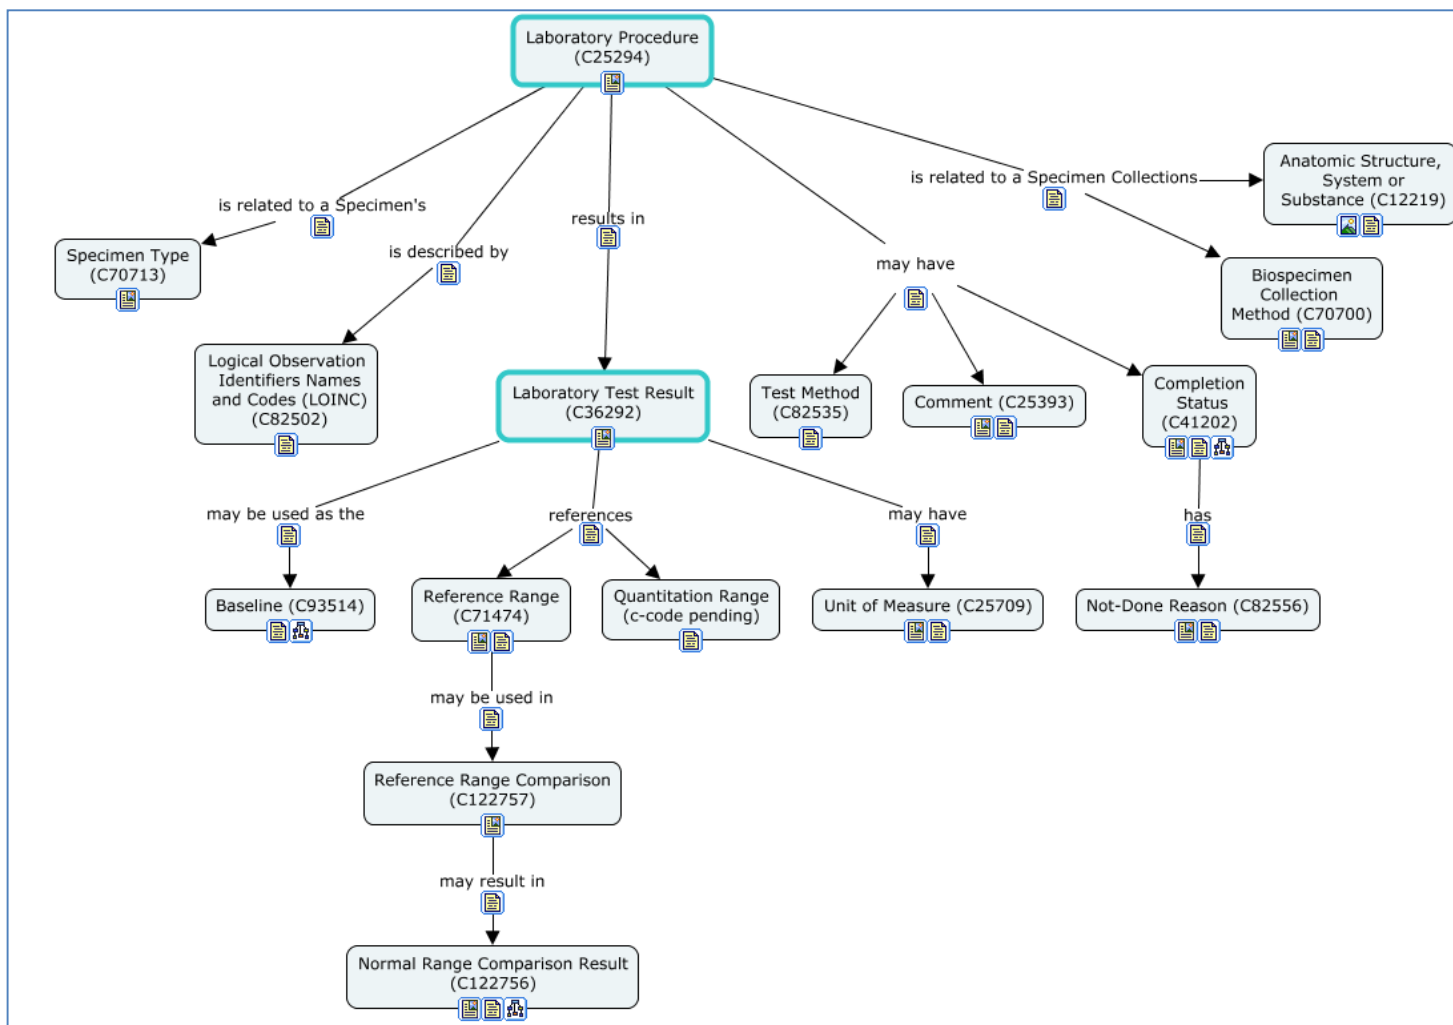 Laboratory Procedure
(C25294)
is related to a Specimen's
is described by
results in
may have
is related to a Specimen Collections
Anatomic Structure,
System or
Substance (C12219)
Specimen Type
(C70713)
Biospecimen
Collection
Method (C70700)
Logical Observation
Identifiers Names
and Codes (LOINC)
(C82502)
Laboratory Test Result
(C36292)
Test Method
(C82535)
Comment (C25393)
Completion
Status
(C41202)
may be used as the
references
may have
has
Baseline (C93514)
Reference Range
(C71474)
Quantitation Range
(c-code pending)
Unit of Measure (C25709)
Not-Done Reason (C82556)
may be used in
Reference Range Comparison
(C122757)
may result in
Normal Range Comparison Result
(C122756)